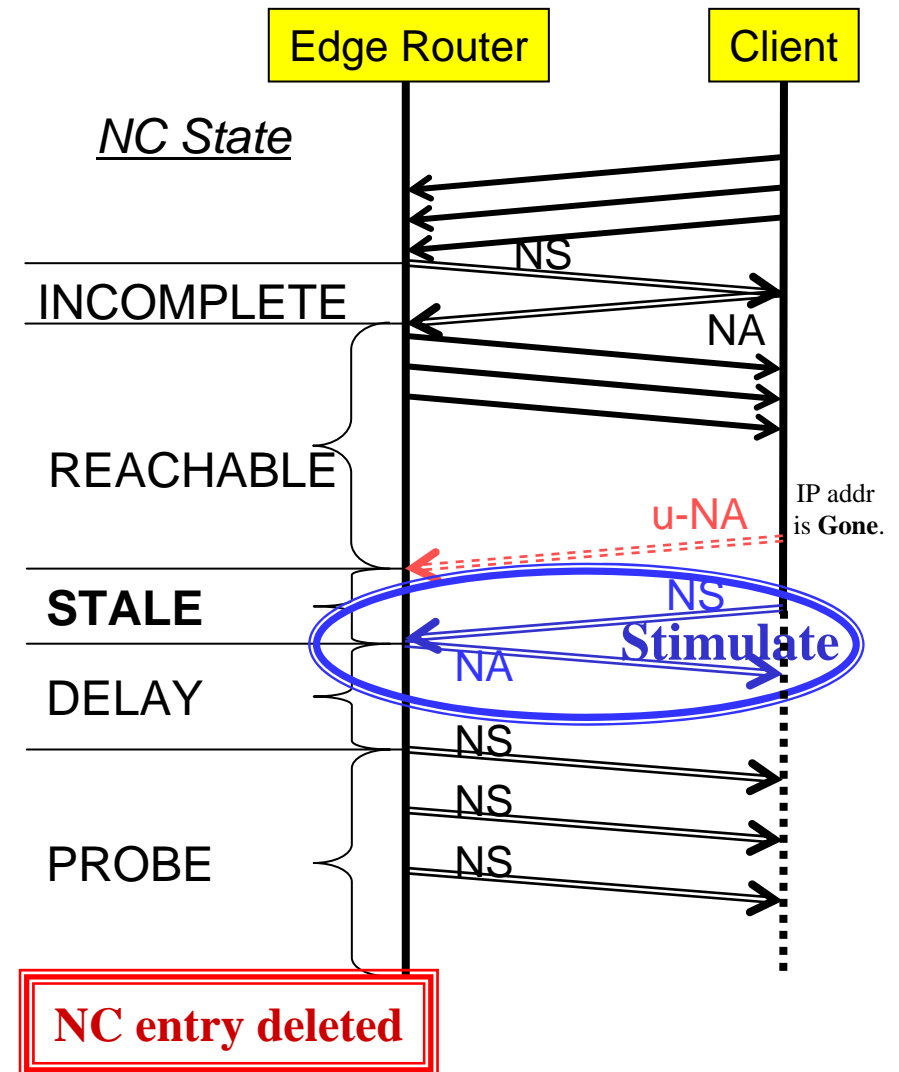 Edge Router
Client
NC State
NS
INCOMPLETE
NA
REACHABLE
IP addr
is Gone.
u-NA
STALE
NS
Stimulate
NA
DELAY
NS
NS
PROBE
NS
NC entry deleted